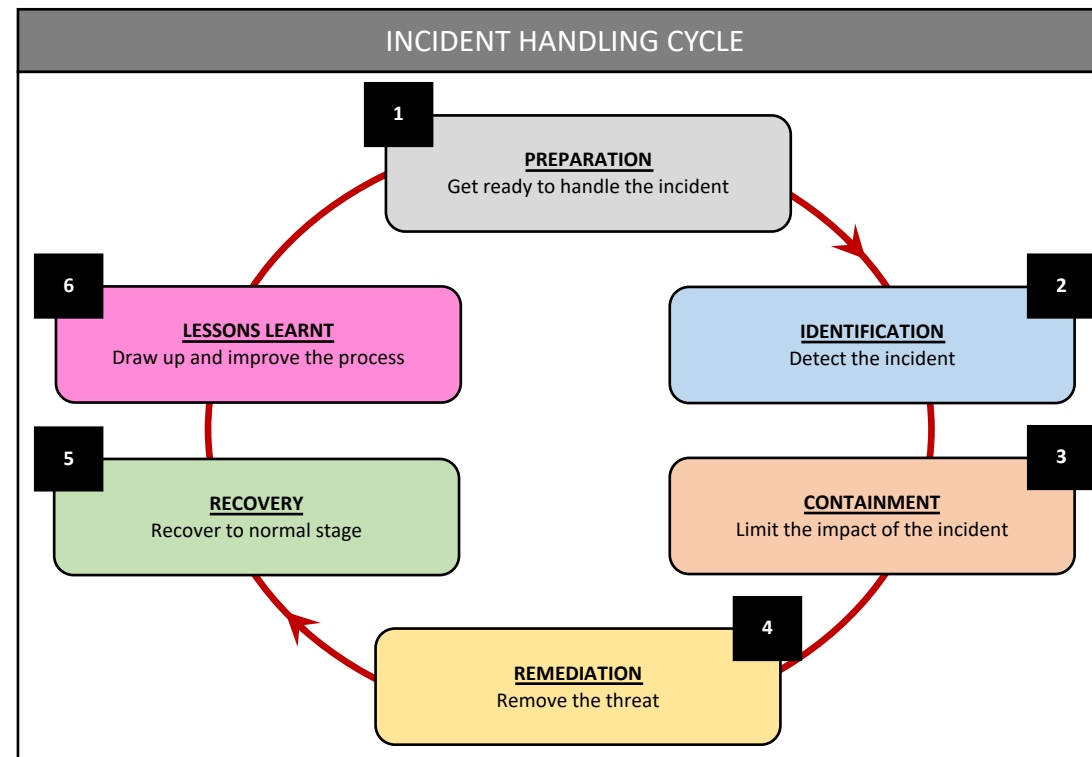 INCIDENT HANDLING CYCLE
1
PREPARATION
Get ready to handle the incident
2
IDENTIFICATION
Detect the incident
3
CONTAINMENT
Limit the impact of the incident
4
REMEDIATION
Remove the threat
5
RECOVERY
Recover to normal stage
6
LESSONS LEARNT
Draw up and improve the process